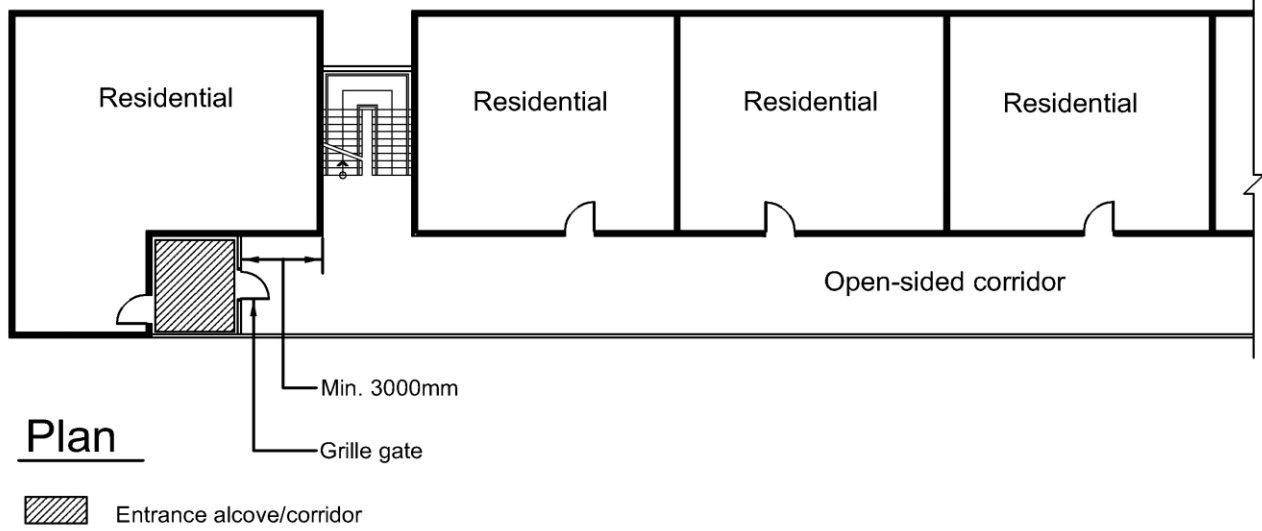 Residential
Residential
Residential
Residential
Open-sided corridor
Min. 3000mm
Grille gate
Plan
Entrance alcove/corridor